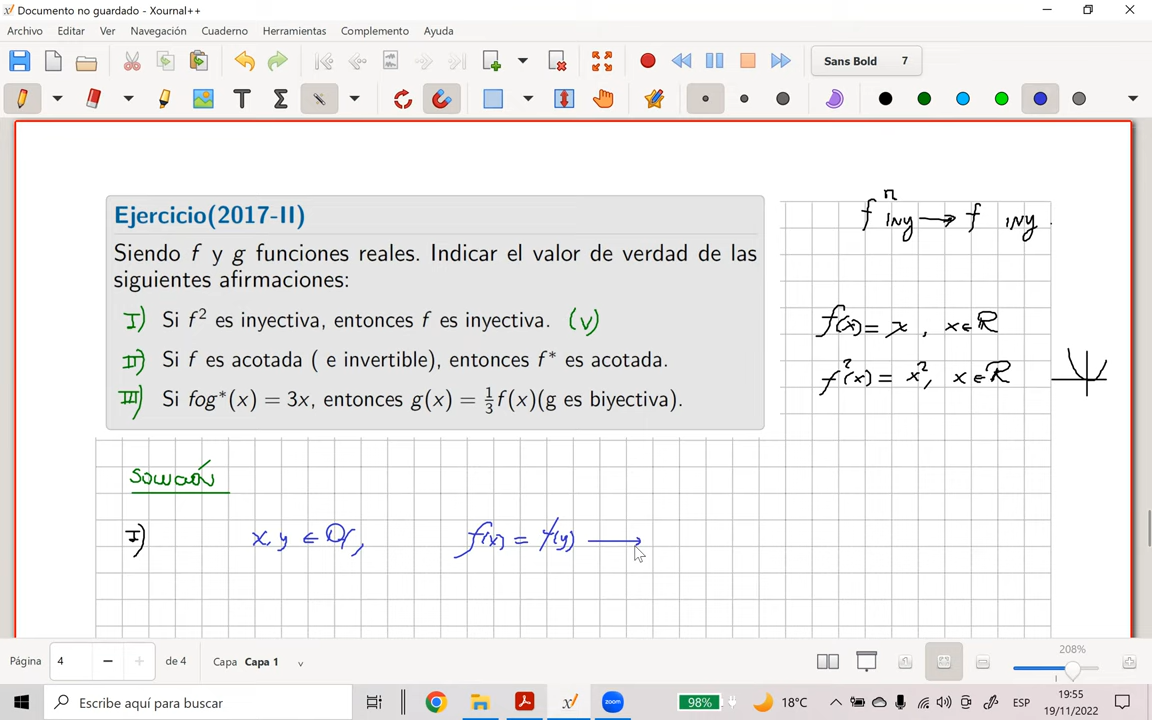 Documento no guardado - Xournal++
Archivo Editar Ver Navegación Cuaderno Herramientas Complemento Ayuda
Sans Bold 7
Ejercicio(2017-II)
Siendo f y g funciones reales. Indicar el valor de verdad de las
siguientes afirmaciones:
I) Si f² es inyectiva, entonces f es inyectiva. (V)
II) Si f es acotada ( e invertible), entonces f* es acotada.
III) Si fog*(x) = 3x, entonces g(x) = 1/3 f(x)(g es biyectiva).
fⁿ iny → f iny.
f(x) = x, x∈ℝ
f²(x) = x², x∈ℝ
Solución
I) x, y ∈ Df, f(x) = f(y) →
Página 4 de 4 Capa Capa 1
208%
Escribe aquí para buscar
zoom
98%
18°C
ESP
19:55
19/11/2022